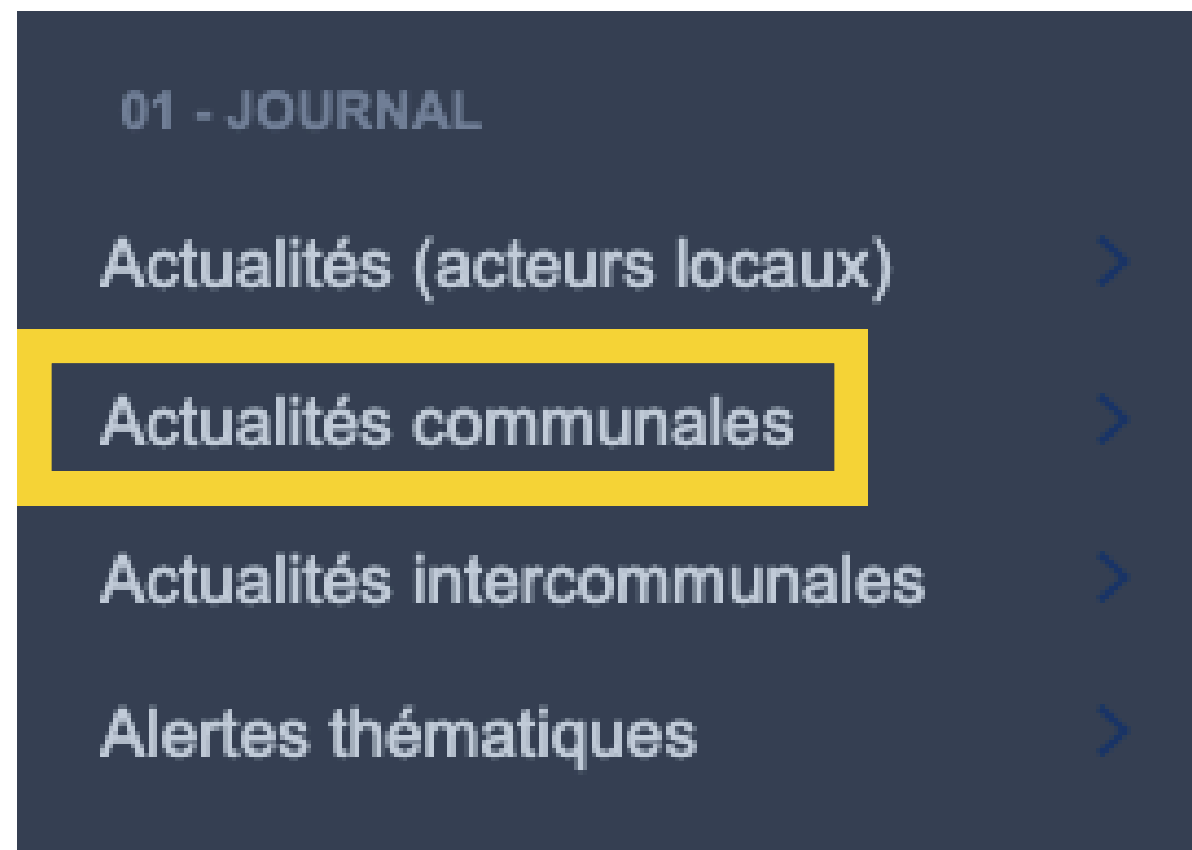 01 - JOURNAL
Actualités (acteurs locaux)
Actualités communales
Actualités intercommunales
Alertes thématiques